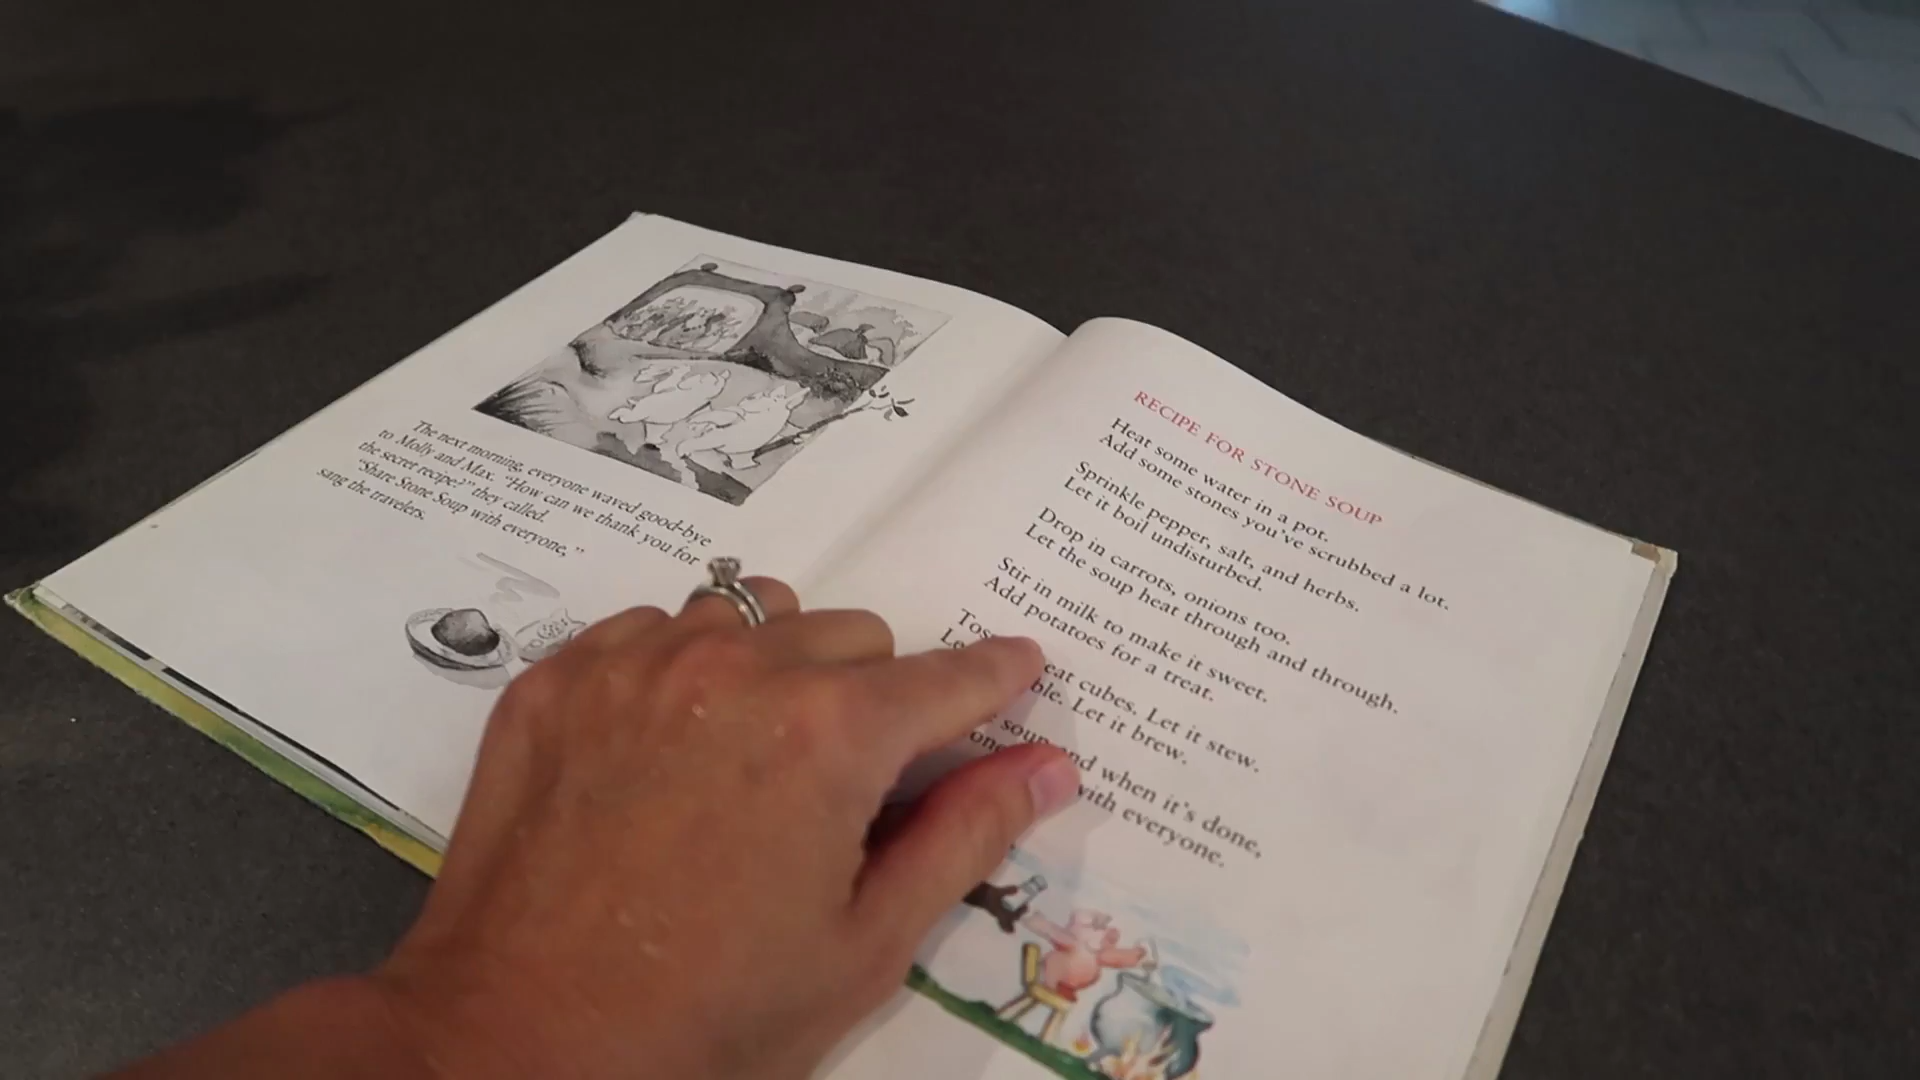 The next morning, everyone waved good-bye
to Molly and Max. "How can we thank you for
the secret recipe?" they called.
"Share Stone Soup with everyone,"
sang the travelers.
RECIPE FOR STONE SOUP
Heat some water in a pot.
Add some stones you've scrubbed a lot.
Sprinkle pepper, salt, and herbs.
Let it boil undisturbed.
Drop in carrots, onions too.
Let the soup heat through and through.
Stir in milk to make it sweet.
Add potatoes for a treat.
cubes. Let it stew.
Let it brew.
soup and when it's done,
with everyone.